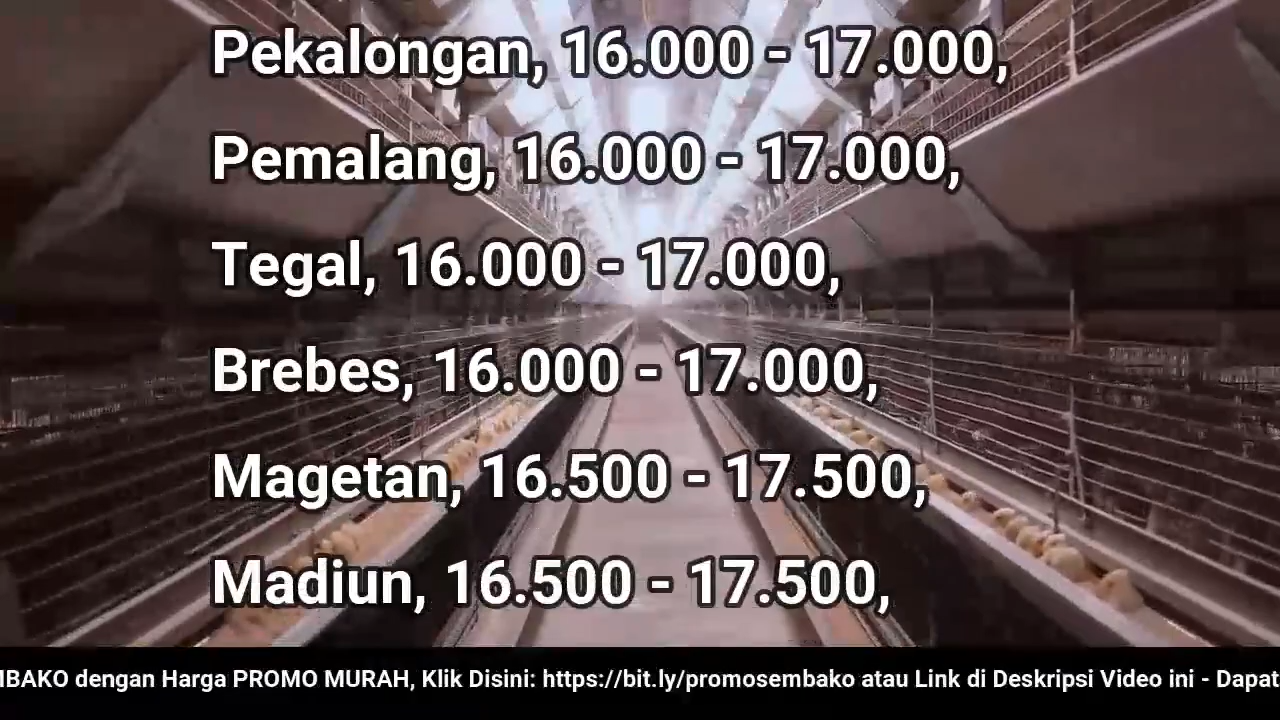 Pekalongan, 16.000 - 17.000,
Pemalang, 16.000 - 17.000,
Tegal, 16.000 - 17.000,
Brebes, 16.000 - 17.000,
Magetan, 16.500 - 17.500,
Madiun, 16.500 - 17.500,
MBAKO dengan Harga PROMO MURAH, Klik Disini: https://bit.ly/promosembako atau Link di Deskripsi Video ini - Dapat